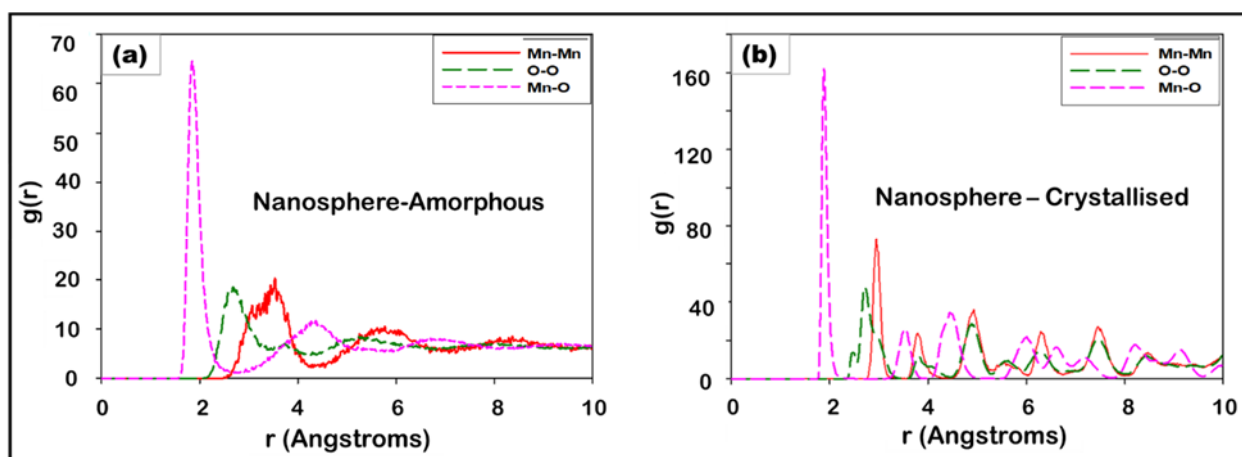 (a)
70
60
50
40
30
20
10
0
g(r)
Mn-Mn
O-O
Mn-O
Nanosphere-Amorphous
0 2 4 6 8 10
r (Angstroms)
(b)
160
120
80
40
0
g(r)
Mn-Mn
O-O
Mn-O
Nanosphere – Crystallised
0 2 4 6 8 10
r (Angstroms)